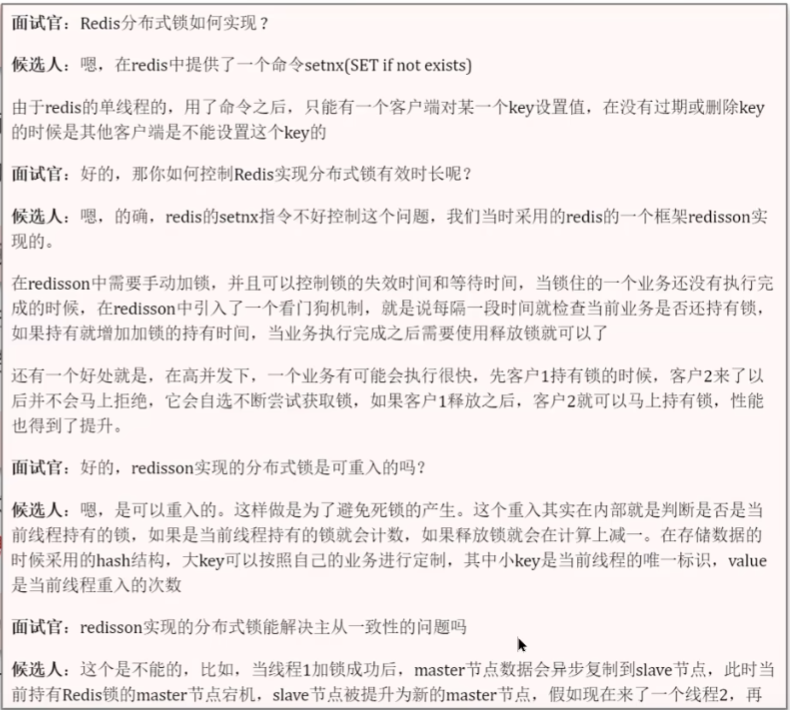 面试官：Redis分布式锁如何实现？
候选人：嗯，在redis中提供了一个命令setnx(SET if not exists)
由于redis的单线程的，用了命令之后，只能有一个客户端对某一个key设置值，在没有过期或删除key
的时候是其他客户端是不能设置这个key的
面试官：好的，那你如何控制Redis实现分布式锁有效时长呢？
候选人：嗯，的确，redis的setnx指令不好控制这个问题，我们当时采用的redis的一个框架redisson实
现的。
在redisson中需要手动加锁，并且可以控制锁的失效时间和等待时间，当锁住的一个业务还没有执行完
成的时候，在redisson中引入了一个看门狗机制，就是说每隔一段时间就检查当前业务是否还持有锁，
如果持有就增加加锁的持有时间，当业务执行完成之后需要使用释放锁就可以了
还有一个好处就是，在高并发下，一个业务有可能会执行很快，先客户1持有锁的时候，客户2来了以
后并不会马上拒绝，它会自选不断尝试获取锁，如果客户1释放之后，客户2就可以马上持有锁，性能
也得到了提升。
面试官：好的，redisson实现的分布式锁是可重入的吗？
候选人：嗯，是可以重入的。这样做是为了避免死锁的产生。这个重入其实在内部就是判断是否是当
前线程持有的锁，如果是当前线程持有的锁就会计数，如果释放锁就会在计算上减一。在存储数据的
时候采用的hash结构，大key可以按照自己的业务进行定制，其中小key是当前线程的唯一标识，value
是当前线程重入的次数
面试官：redisson实现的分布式锁能解决主从一致性的问题吗
候选人：这个是不能的，比如，当线程1加锁成功后，master节点数据会异步复制到slave节点，此时当
前持有Redis锁的master节点宕机，slave节点被提升为新的master节点，假如现在来了一个线程2，再